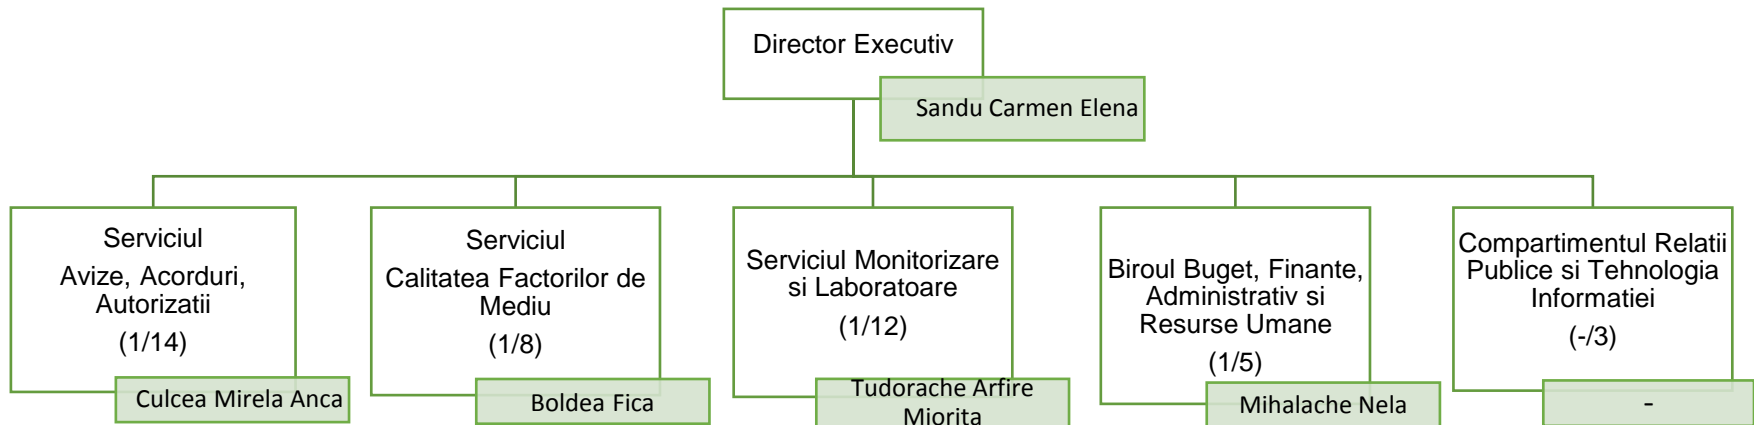 Director Executiv
Sandu Carmen Elena
Serviciul
Avize, Acorduri,
Autorizatii
(1/14)
Culcea Mirela Anca
Serviciul
Calitatea Factorilor de
Mediu
(1/8)
Boldea Fica
Serviciul Monitorizare
si Laboratoare
(1/12)
Tudorache Arfire
Miorita
Biroul Buget, Finante,
Administrativ si
Resurse Umane
(1/5)
Mihalache Nela
Compartimentul Relatii
Publice si Tehnologia
Informatiei
(-/3)
-